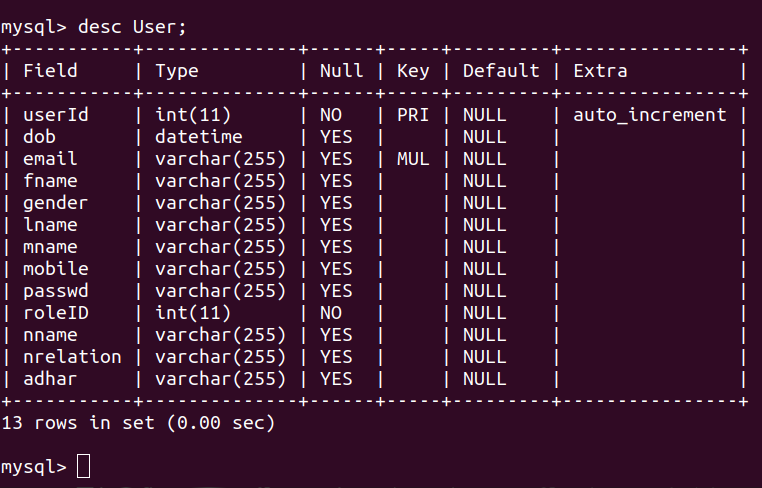 mysql> desc User;
+-----------+--------------+------+-----+---------+----------------+
| Field     | Type         | Null | Key | Default | Extra          |
+-----------+--------------+------+-----+---------+----------------+
| userId    | int(11)      | NO   | PRI | NULL    | auto_increment |
| dob       | datetime     | YES  |     | NULL    |                |
| email     | varchar(255) | YES  | MUL | NULL    |                |
| fname     | varchar(255) | YES  |     | NULL    |                |
| gender    | varchar(255) | YES  |     | NULL    |                |
| lname     | varchar(255) | YES  |     | NULL    |                |
| mname     | varchar(255) | YES  |     | NULL    |                |
| mobile    | varchar(255) | YES  |     | NULL    |                |
| passwd    | varchar(255) | YES  |     | NULL    |                |
| roleID    | int(11)      | NO   |     | NULL    |                |
| nname     | varchar(255) | YES  |     | NULL    |                |
| nrelation | varchar(255) | YES  |     | NULL    |                |
| adhar     | varchar(255) | YES  |     | NULL    |                |
+-----------+--------------+------+-----+---------+----------------+
13 rows in set (0.00 sec)
mysql>